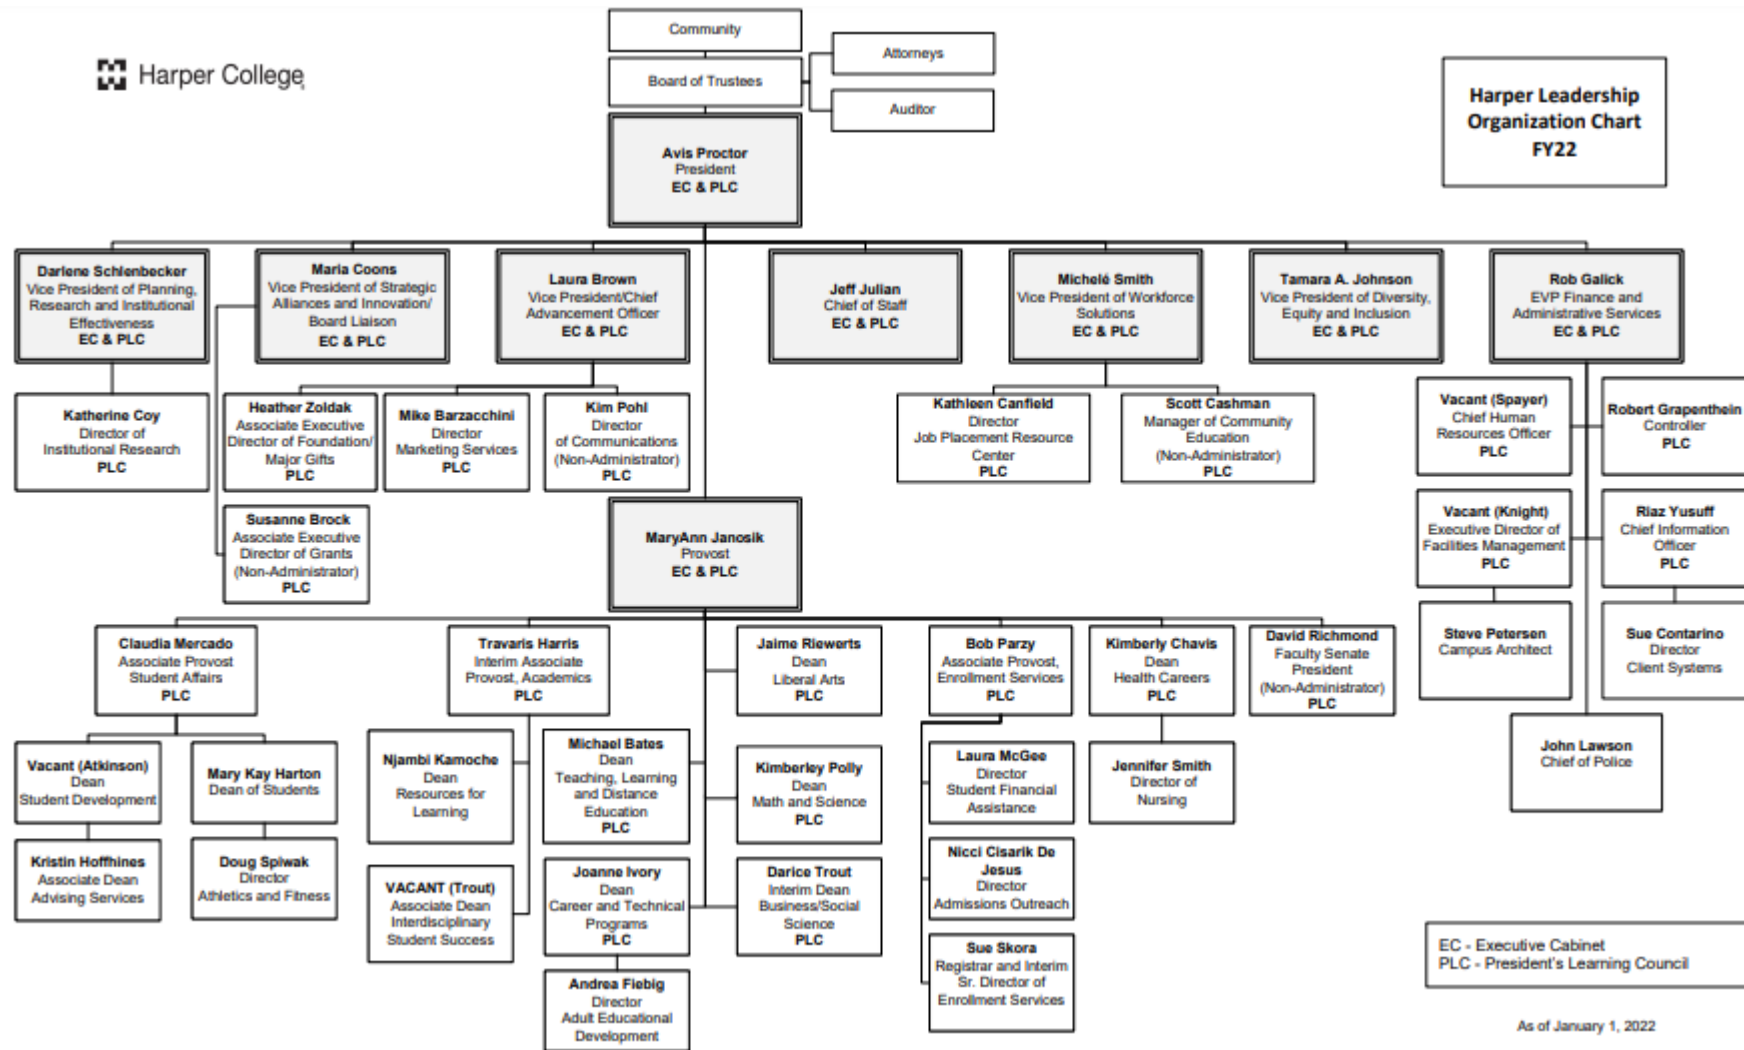 Harper College
Community
Board of Trustees
Attorneys
Auditor
Harper Leadership
Organization Chart
FY22
Avis Proctor
President
EC & PLC
Darlene Schlenbecker
Vice President of Planning,
Research and Institutional
Effectiveness
EC & PLC
Maria Coons
Vice President of Strategic
Alliances and Innovation/
Board Liaison
EC & PLC
Laura Brown
Vice President/Chief
Advancement Officer
EC & PLC
Jeff Julian
Chief of Staff
EC & PLC
Michelé Smith
Vice President of Workforce
Solutions
EC & PLC
Tamara A. Johnson
Vice President of Diversity,
Equity and Inclusion
EC & PLC
Rob Galick
EVP Finance and
Administrative Services
EC & PLC
Katherine Coy
Director of
Institutional Research
PLC
Heather Zoldak
Associate Executive
Director of Foundation/
Major Gifts
PLC
Mike Barzacchini
Director
Marketing Services
PLC
Kim Pohl
Director
of Communications
(Non-Administrator)
PLC
Kathleen Canfield
Director
Job Placement Resource
Center
PLC
Scott Cashman
Manager of Community
Education
(Non-Administrator)
PLC
Vacant (Spayer)
Chief Human
Resources Officer
PLC
Robert Grapenthein
Controller
PLC
Susanne Brock
Associate Executive
Director of Grants
(Non-Administrator)
PLC
MaryAnn Janosik
Provost
EC & PLC
Vacant (Knight)
Executive Director of
Facilities Management
PLC
Riaz Yusuff
Chief Information
Officer
PLC
Claudia Mercado
Associate Provost
Student Affairs
PLC
Travaris Harris
Interim Associate
Provost, Academics
PLC
Jaime Riewerts
Dean
Liberal Arts
PLC
Bob Parzy
Associate Provost,
Enrollment Services
PLC
Kimberly Chavis
Dean
Health Careers
PLC
David Richmond
Faculty Senate
President
(Non-Administrator)
PLC
Steve Petersen
Campus Architect
Sue Contarino
Director
Client Systems
Vacant (Atkinson)
Dean
Student Development
Mary Kay Harton
Dean of Students
Njambi Kamoche
Dean
Resources for
Learning
Michael Bates
Dean
Teaching, Learning
and Distance
Education
PLC
Kimberley Polly
Dean
Math and Science
PLC
Laura McGee
Director
Student Financial
Assistance
Jennifer Smith
Director of
Nursing
John Lawson
Chief of Police
Kristin Hoffhines
Associate Dean
Advising Services
Doug Spiwak
Director
Athletics and Fitness
VACANT (Trout)
Associate Dean
Interdisciplinary
Student Success
Joanne Ivory
Dean
Career and Technical
Programs
PLC
Darice Trout
Interim Dean
Business/Social
Science
PLC
Nicci Cisarik De
Jesus
Director
Admissions Outreach
Sue Skora
Registrar and Interim
Sr. Director of
Enrollment Services
Andrea Fiebig
Director
Adult Educational
Development
EC - Executive Cabinet
PLC - President's Learning Council
As of January 1, 2022